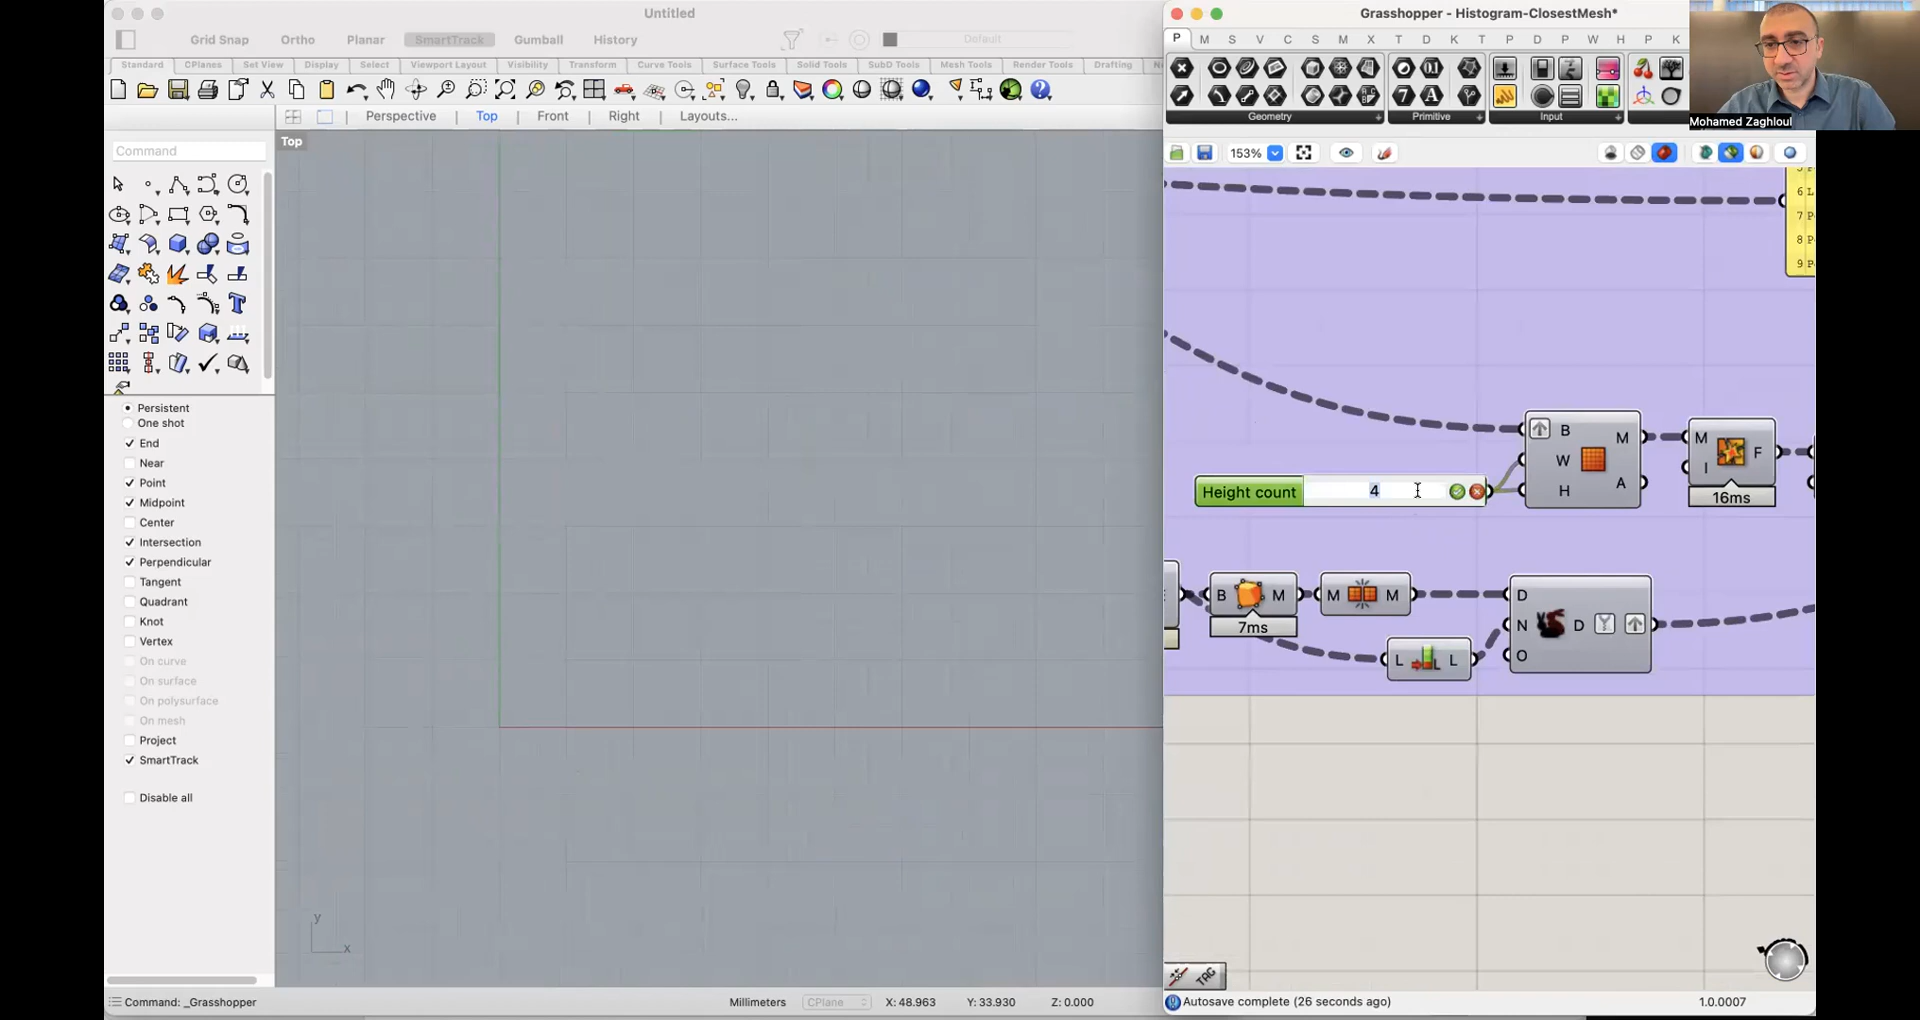 Untitled
Grid Snap Ortho Planar SmartTrack Gumball History Default
Standard CPlanes Set View Display Select Viewport Layout Visibility Transform Curve Tools Surface Tools Solid Tools SubD Tools Mesh Tools Render Tools Drafting
Perspective Top Front Right Layouts...
Command
Top
Persistent
One shot
End
Near
Point
Midpoint
Center
Intersection
Perpendicular
Tangent
Quadrant
Knot
Vertex
On curve
On surface
On polysurface
On mesh
Project
SmartTrack
Disable all
y
x
Command: _Grasshopper
Millimeters CPlane X: 48.963 Y: 33.930 Z: 0.000
Grasshopper - Histogram-ClosestMesh*
P M S V C S M X T D K T P D P W H P K
Geometry Primitive Input
Mohamed Zaghloul
153%
6 L
7 P
8 P
9 P
B W H M A
M I F
16ms
Height count 4
B M
7ms
M M
L L
D N O D
TAG
Autosave complete (26 seconds ago) 1.0.0007